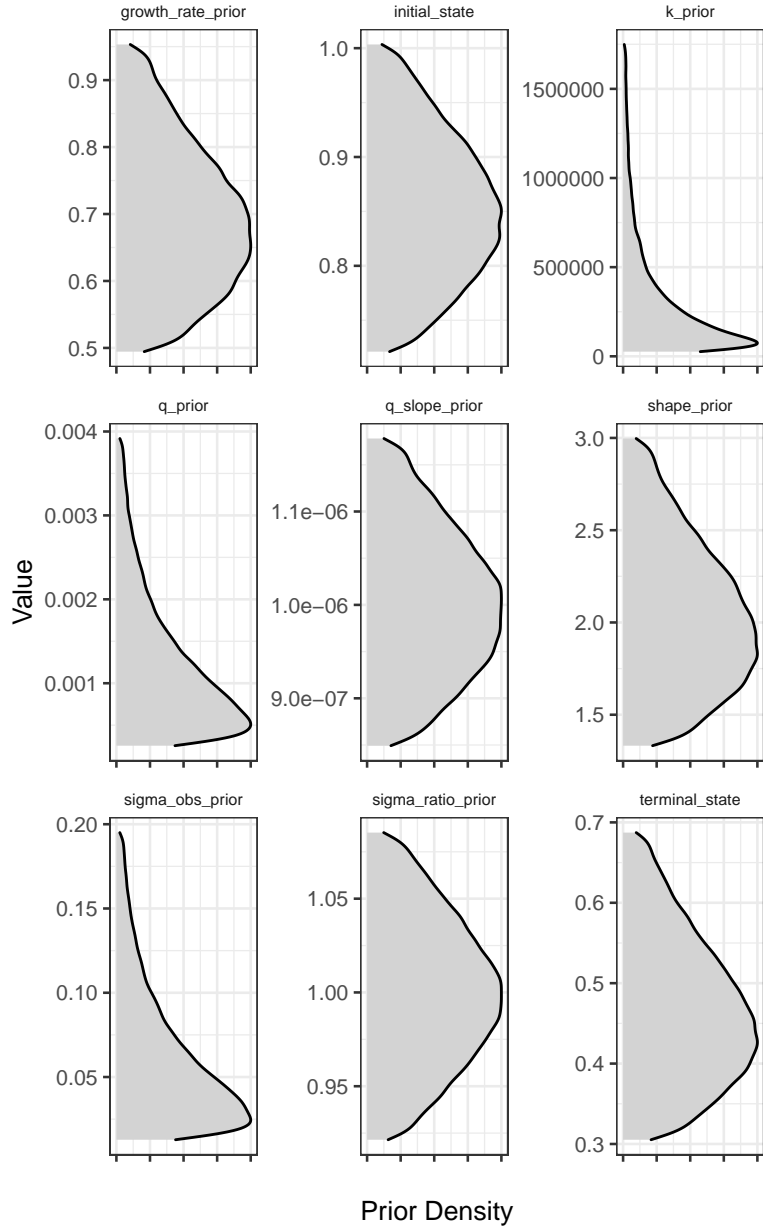 growth_rate_prior
initial_state
k_prior
0.9
0.8
0.7
0.6
0.5
1.0
0.9
0.8
1500000
1000000
500000
0
q_prior
q_slope_prior
shape_prior
0.004
0.003
0.002
0.001
1.1e-06
1.0e-06
9.0e-07
3.0
2.5
2.0
1.5
Value
sigma_obs_prior
sigma_ratio_prior
terminal_state
0.20
0.15
0.10
0.05
1.05
1.00
0.95
0.7
0.6
0.5
0.4
0.3
Prior Density